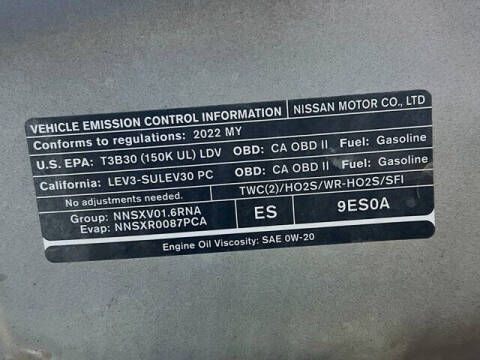 VEHICLE EMISSION CONTROL INFORMATION NISSAN MOTOR CO., LTD
Conforms to regulations: 2022 MY
U.S. EPA: T3B30 (150K UL) LDV OBD: CA OBD II Fuel: Gasoline
California: LEV3-SULEV30 PC OBD: CA OBD II Fuel: Gasoline
No adjustments needed. TWC(2)/HO2S/WR-HO2S/SFI
Group: NNSXV01.6RNA ES 9ES0A
Evap: NNSXR0087PCA
Engine Oil Viscosity: SAE 0W-20